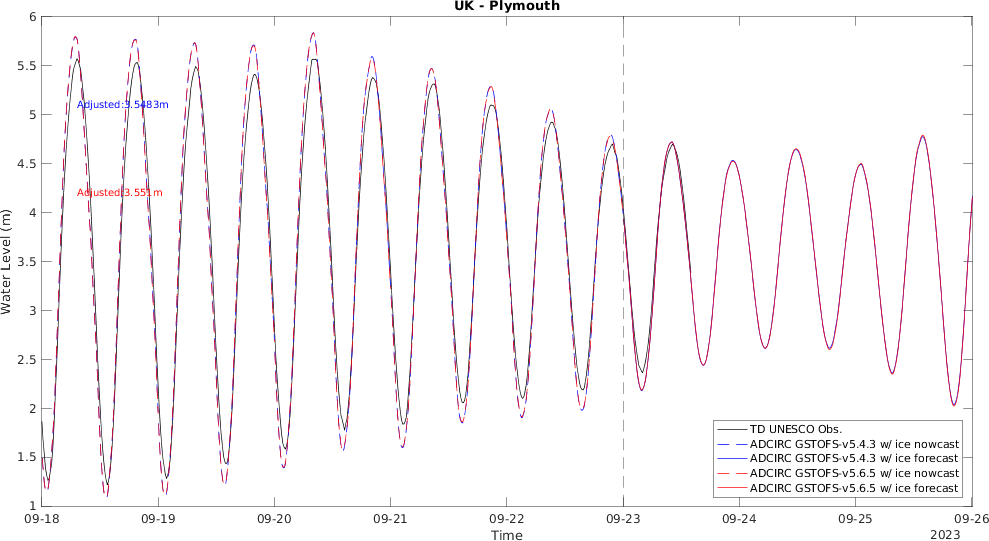 UK - Plymouth
6
5.5
5
4.5
4
3.5
3
2.5
2
1.5
1
Water Level (m)
Adjusted:3.5483m
Adjusted:3.551m
TD UNESCO Obs.
ADCIRC GSTOFS-v5.4.3 w/ ice nowcast
ADCIRC GSTOFS-v5.4.3 w/ ice forecast
ADCIRC GSTOFS-v5.6.5 w/ ice nowcast
ADCIRC GSTOFS-v5.6.5 w/ ice forecast
09-18 09-19 09-20 09-21 09-22 09-23 09-24 09-25 09-26
Time
2023